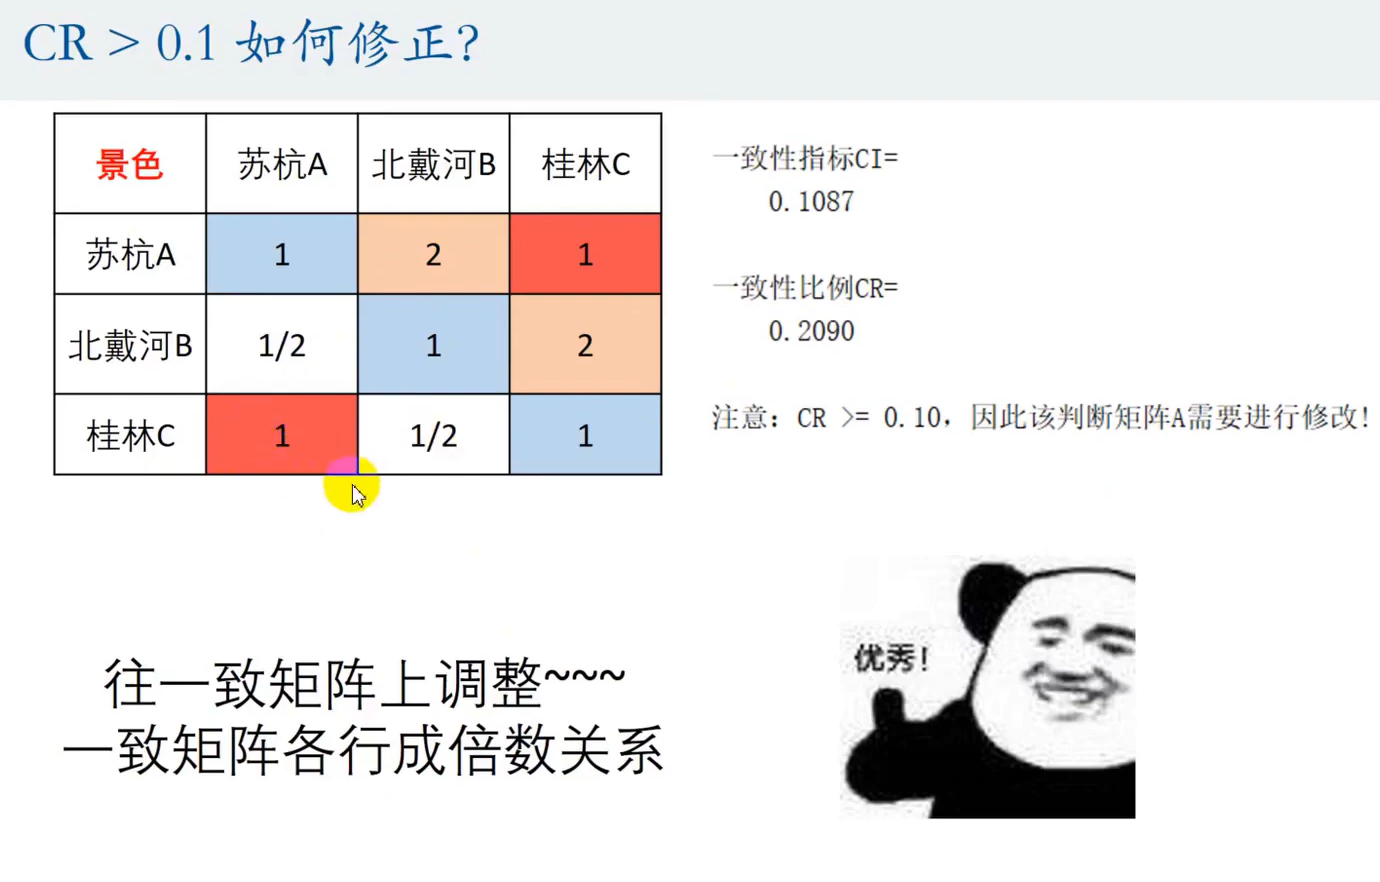 CR > 0.1 如何修正?
景色 苏杭A 北戴河B 桂林C
苏杭A 1 2 1
北戴河B 1/2 1 2
桂林C 1 1/2 1
一致性指标CI=
0.1087
一致性比例CR=
0.2090
注意：CR >= 0.10，因此该判断矩阵A需要进行修改!
优秀!
往一致矩阵上调整~~~
一致矩阵各行成倍数关系